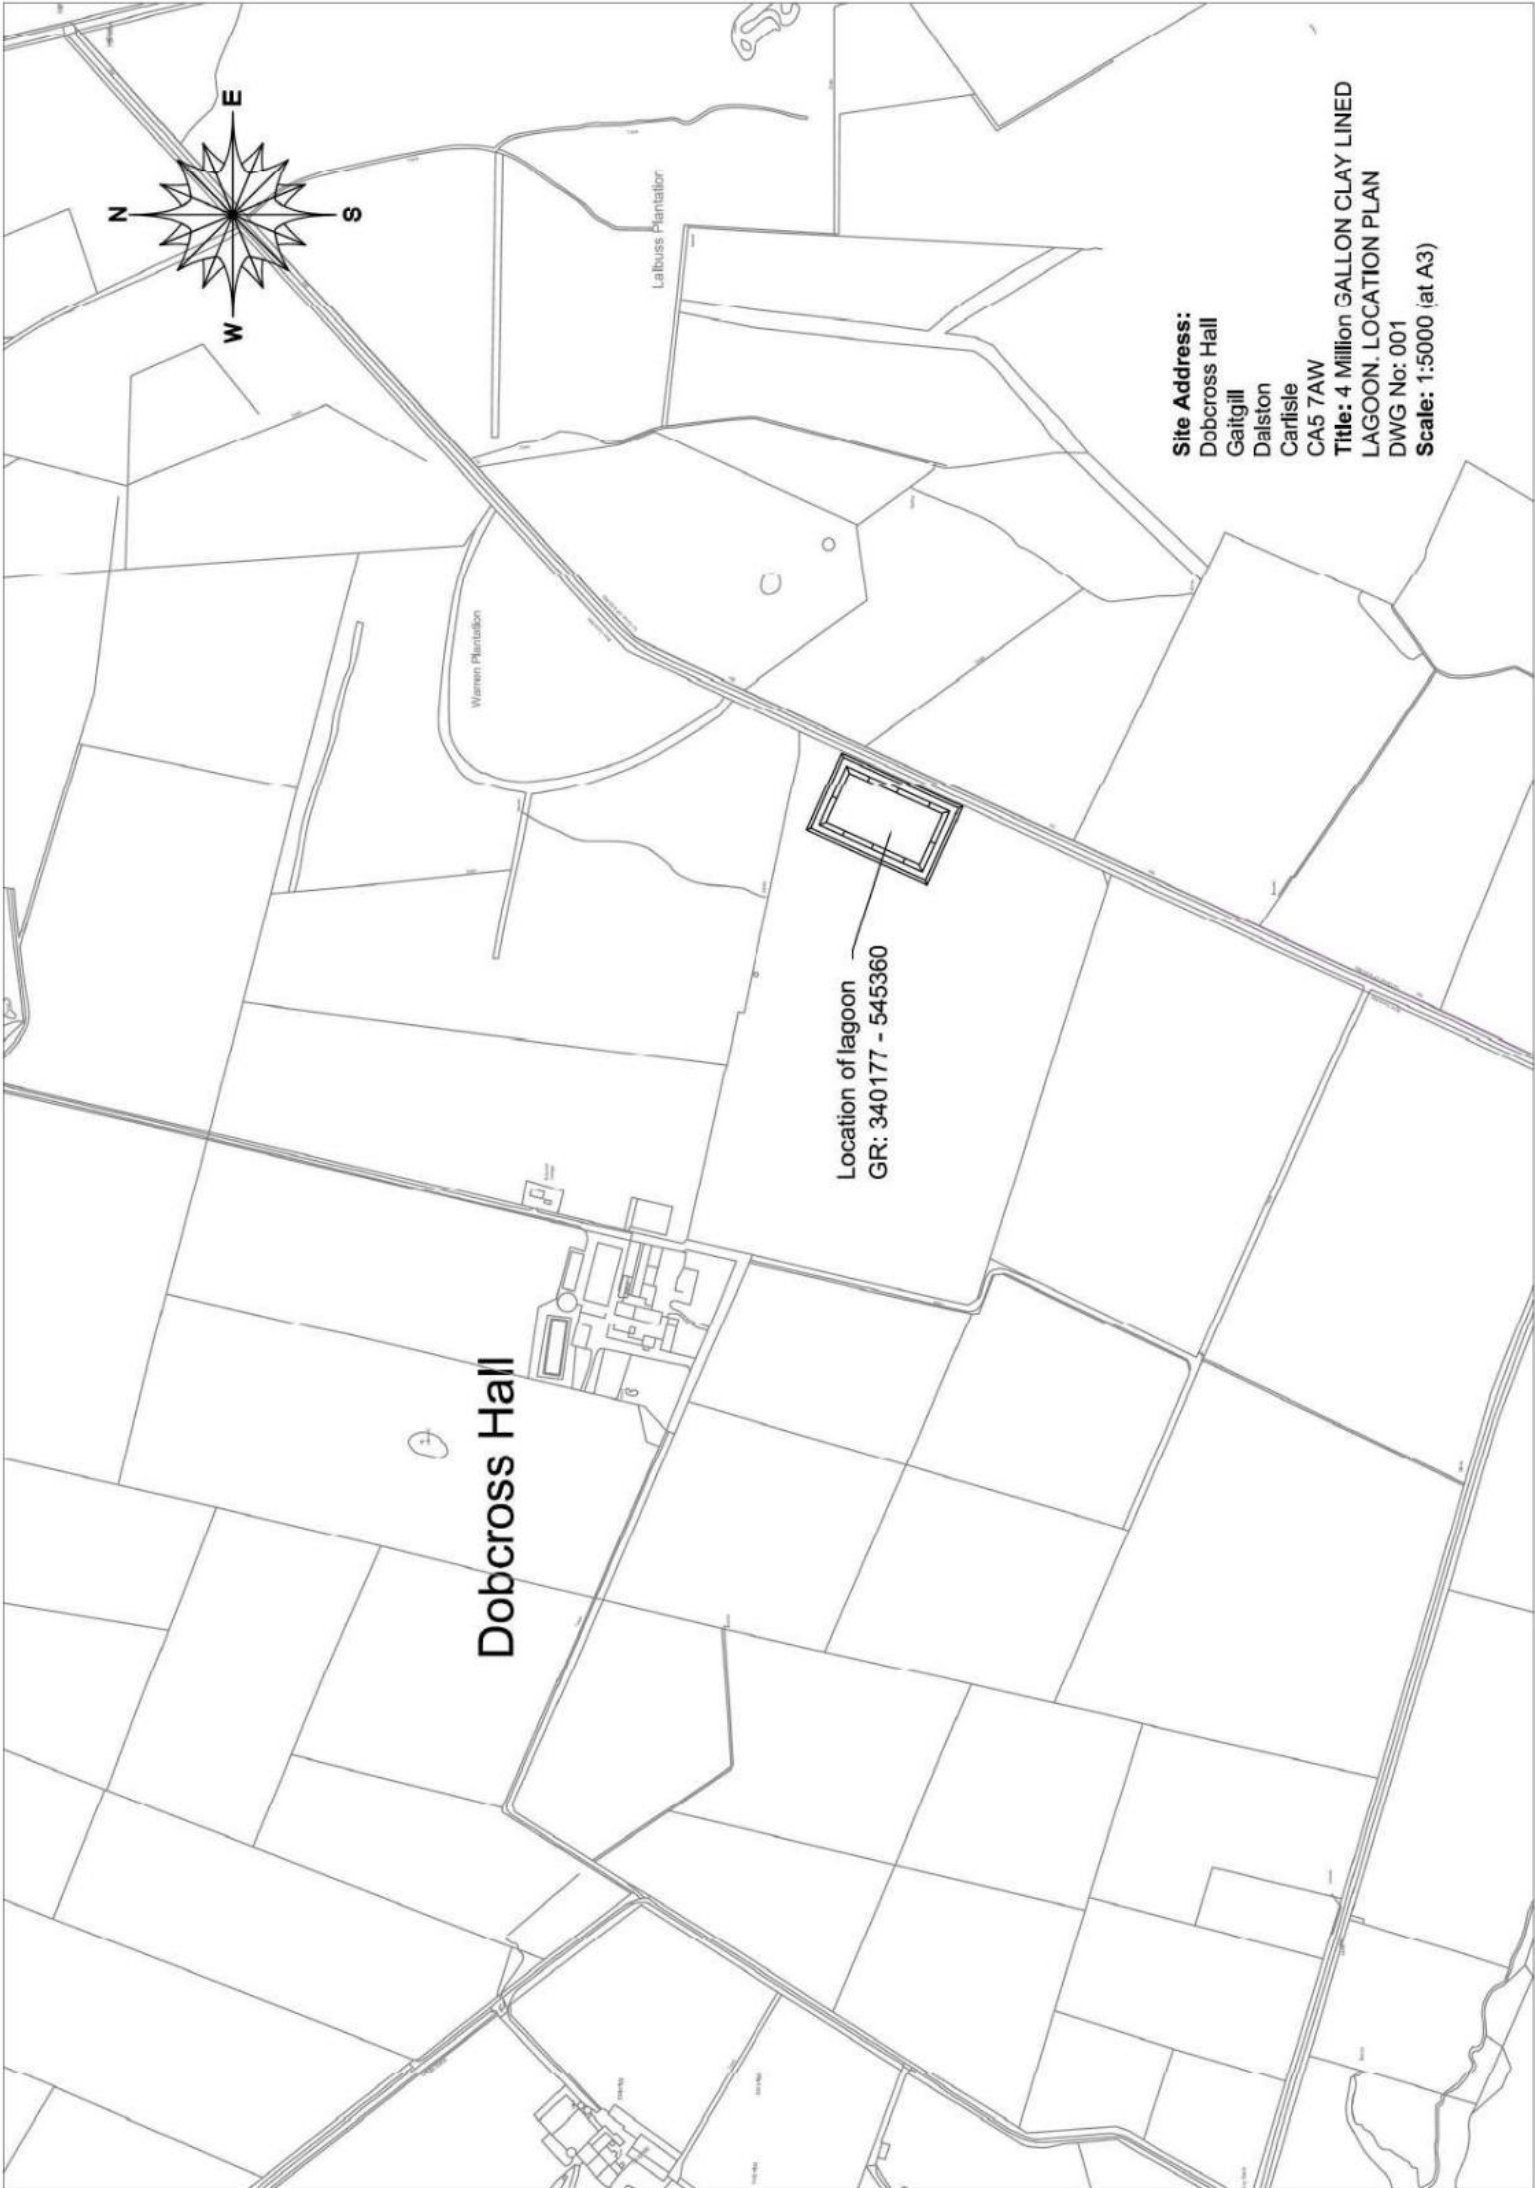 N
E
S
W
Lalbuss Plantation
Warren Plantation
Dobcross Hall
Location of lagoon
GR: 340177 - 545360
Site Address:
Dobcross Hall
Gaitgill
Dalston
Carlisle
CA5 7AW
Title: 4 Million GALLON CLAY LINED
LAGOON. LOCATION PLAN
DWG No: 001
Scale: 1:5000 (at A3)